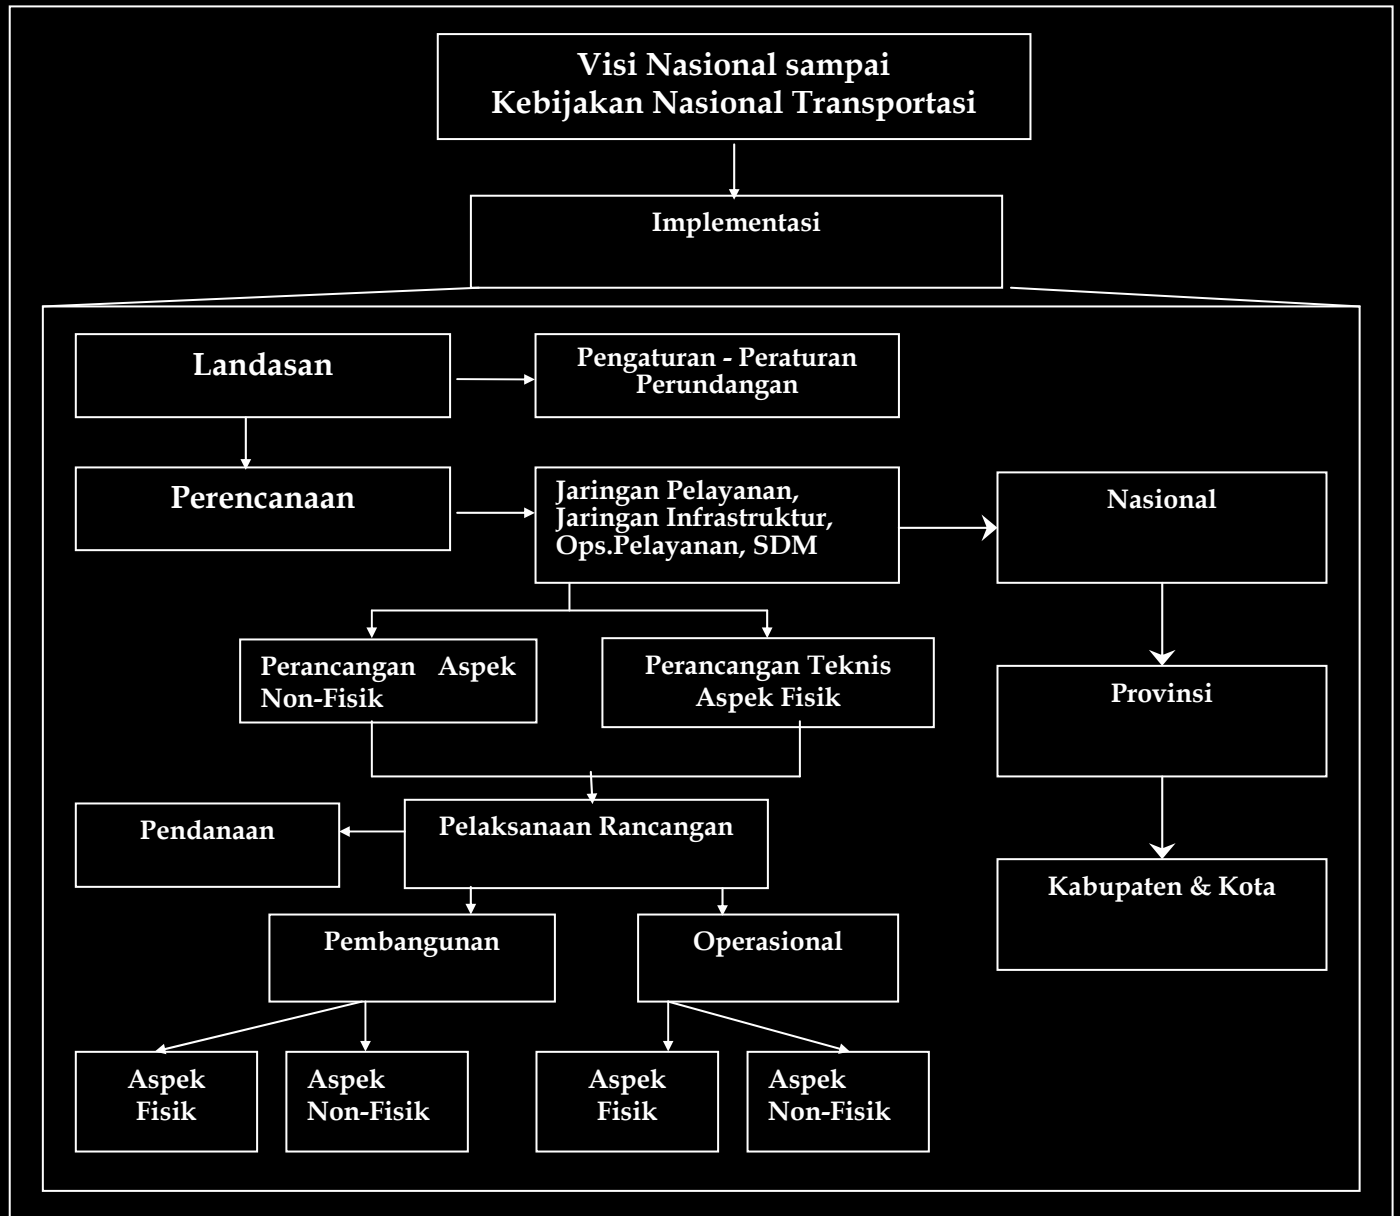 Visi Nasional sampai
Kebijakan Nasional Transportasi
Implementasi
Landasan
Pengaturan - Peraturan
Perundangan
Perencanaan
Jaringan Pelayanan,
Jaringan Infrastruktur,
Ops.Pelayanan, SDM
Nasional
Perancangan Aspek
Non-Fisik
Perancangan Teknis
Aspek Fisik
Provinsi
Pendanaan
Pelaksanaan Rancangan
Kabupaten & Kota
Pembangunan
Operasional
Aspek
Fisik
Aspek
Non-Fisik
Aspek
Fisik
Aspek
Non-Fisik